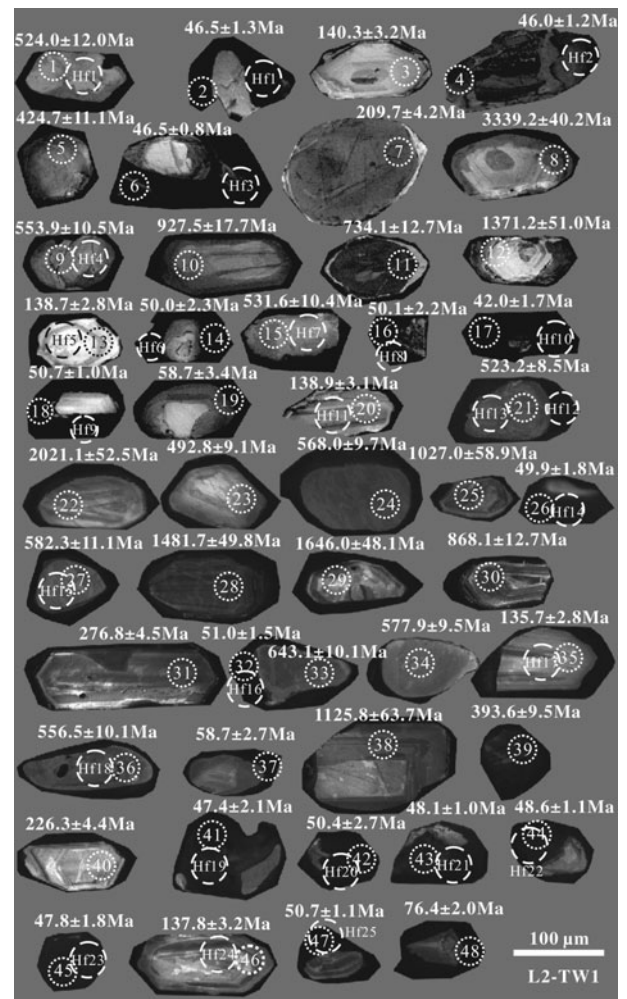 524.0±12.0Ma 46.5±1.3Ma 140.3±3.2Ma 46.0±1.2Ma
1 Hf1 2 Hf1 3 4 Hf2
424.7±11.1Ma 46.5±0.8Ma 209.7±4.2Ma 3339.2±40.2Ma
5 6 Hf3 7 8
553.9±10.5Ma 927.5±17.7Ma 734.1±12.7Ma 1371.2±51.0Ma
9 Hf4 10 11 12
138.7±2.8Ma 50.0±2.3Ma 531.6±10.4Ma 50.1±2.2Ma 42.0±1.7Ma
Hf5 13 Hf6 14 15 Hf7 16 Hf8 17 Hf10
50.7±1.0Ma 58.7±3.4Ma 138.9±3.1Ma 523.2±8.5Ma
18 Hf9 19 Hf11 20 Hf13 21 Hf12
2021.1±52.5Ma 492.8±9.1Ma 568.0±9.7Ma 1027.0±58.9Ma 49.9±1.8Ma
22 23 24 25 26 Hf14
582.3±11.1Ma 1481.7±49.8Ma 1646.0±48.1Ma 868.1±12.7Ma
Hf15 27 28 29 30
276.8±4.5Ma 51.0±1.5Ma 643.1±10.1Ma 577.9±9.5Ma 135.7±2.8Ma
31 32 Hf16 33 34 Hf17 35
556.5±10.1Ma 58.7±2.7Ma 1125.8±63.7Ma 393.6±9.5Ma
Hf18 36 37 38 39
226.3±4.4Ma 47.4±2.1Ma 50.4±2.7Ma 48.1±1.0Ma 48.6±1.1Ma
40 41 Hf19 Hf20 42 43 Hf21 44 Hf22
47.8±1.8Ma 137.8±3.2Ma 50.7±1.1Ma 76.4±2.0Ma
45 Hf23 Hf24 46 47 Hf25 48
100 μm
L2-TW1